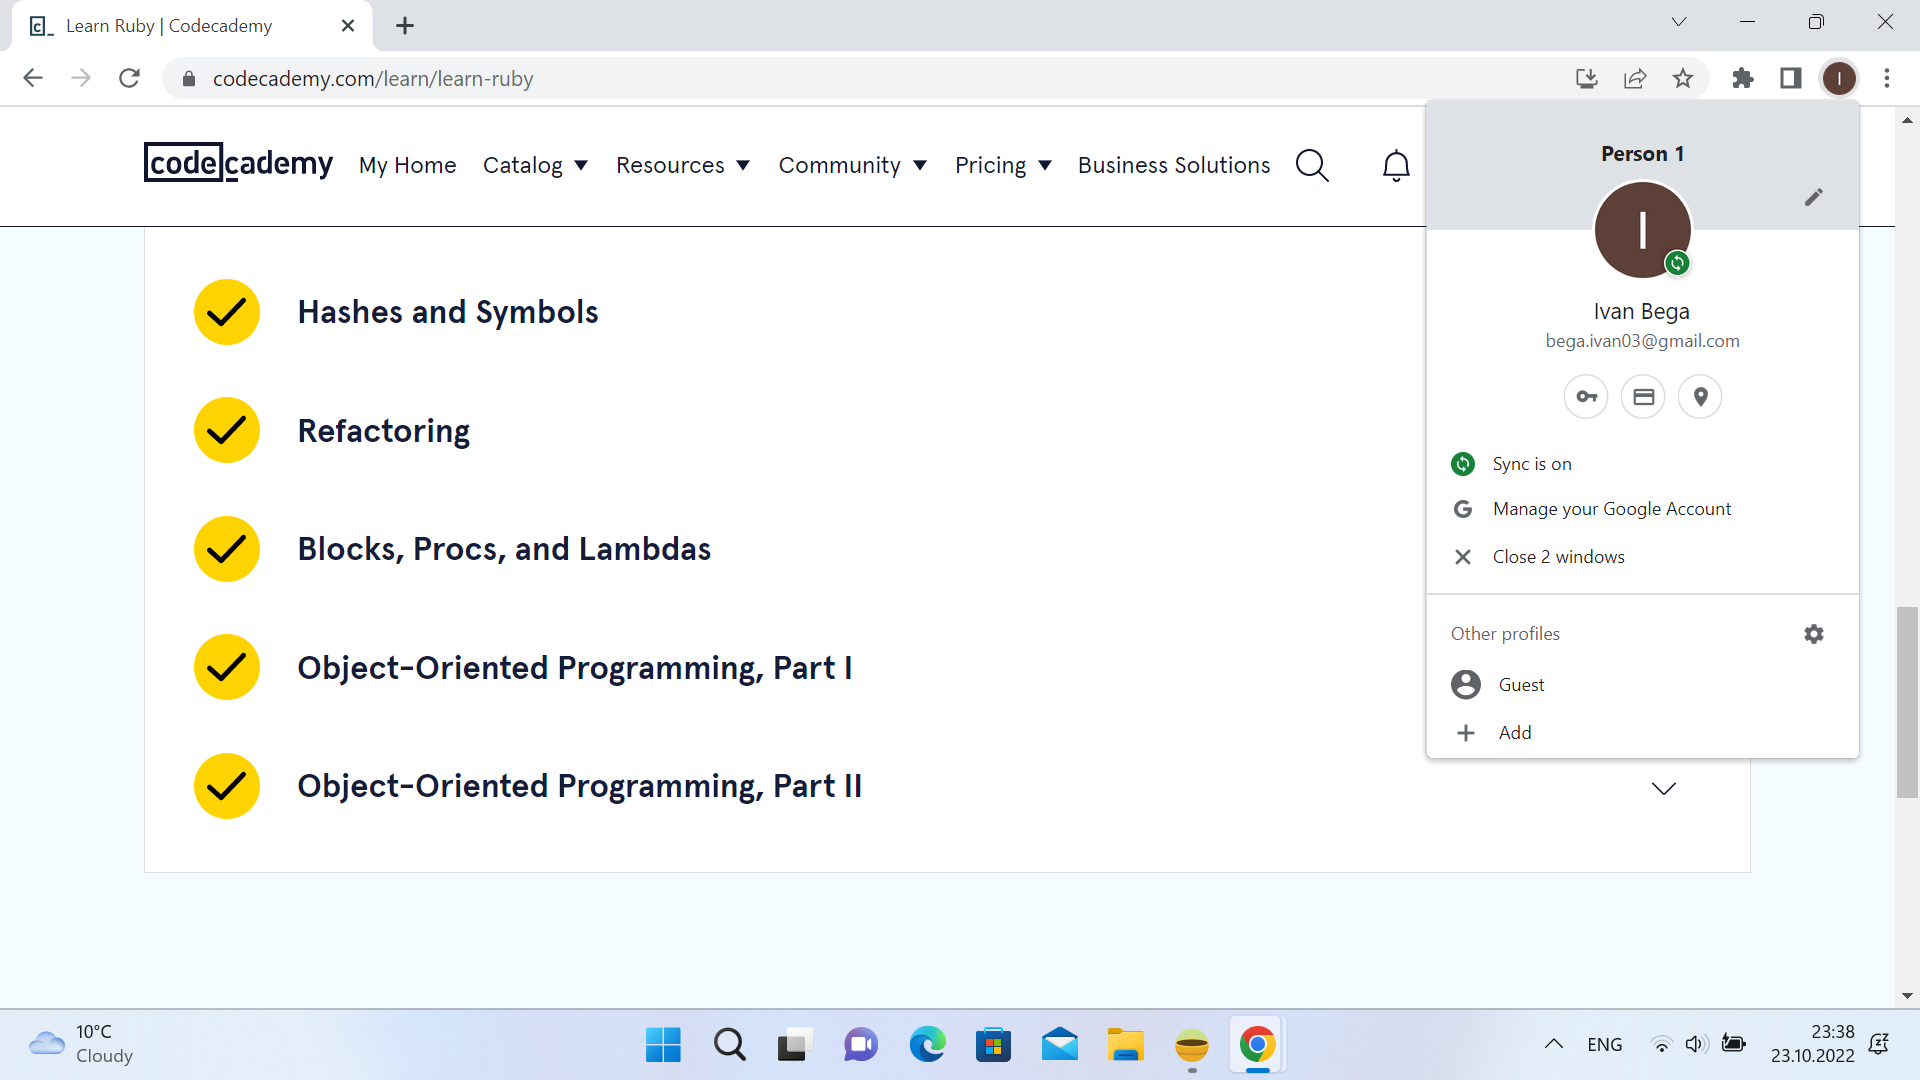 Learn Ruby | Codecademy
codecademy.com/learn/learn-ruby
codecademy
My Home
Catalog
Resources
Community
Pricing
Business Solutions
Hashes and Symbols
Refactoring
Blocks, Procs, and Lambdas
Object-Oriented Programming, Part I
Object-Oriented Programming, Part II
Person 1
I
Ivan Bega
bega.ivan03@gmail.com
Sync is on
Manage your Google Account
Close 2 windows
Other profiles
Guest
Add
10°C
Cloudy
ENG
23:38
23.10.2022